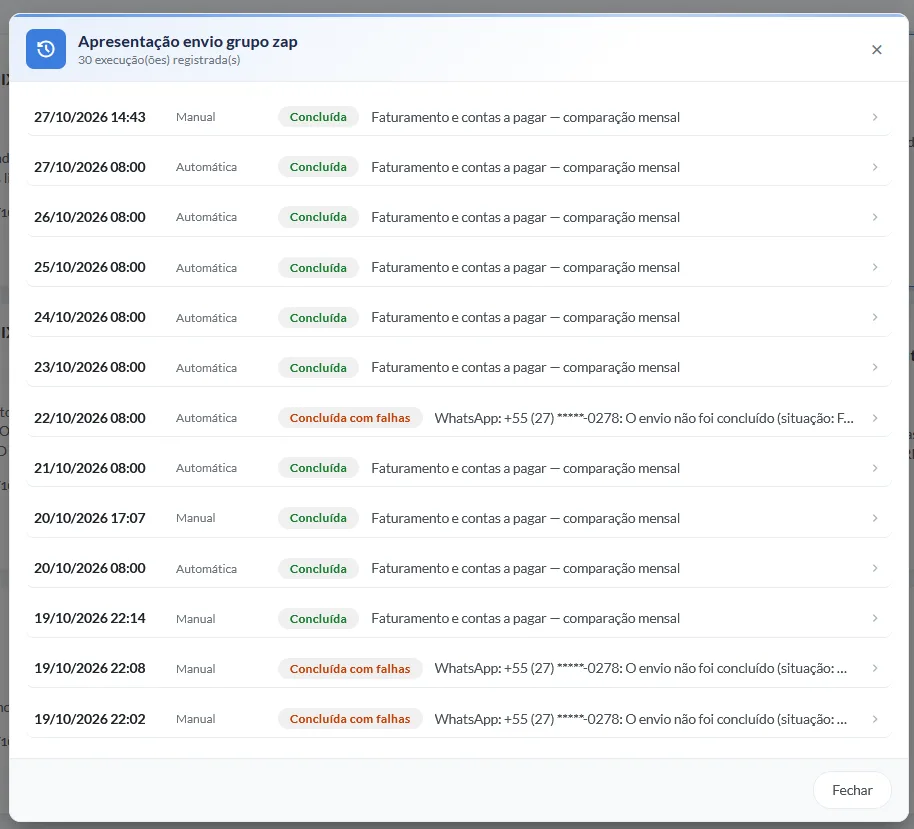 Apresentação envio grupo zap
30 execução(ões) registrada(s)
27/10/2026 14:43 Manual Concluída Faturamento e contas a pagar — comparação mensal
27/10/2026 08:00 Automática Concluída Faturamento e contas a pagar — comparação mensal
26/10/2026 08:00 Automática Concluída Faturamento e contas a pagar — comparação mensal
25/10/2026 08:00 Automática Concluída Faturamento e contas a pagar — comparação mensal
24/10/2026 08:00 Automática Concluída Faturamento e contas a pagar — comparação mensal
23/10/2026 08:00 Automática Concluída Faturamento e contas a pagar — comparação mensal
22/10/2026 08:00 Automática Concluída com falhas WhatsApp: +55 (27) *****-0278: O envio não foi concluído (situação: F...
21/10/2026 08:00 Automática Concluída Faturamento e contas a pagar — comparação mensal
20/10/2026 17:07 Manual Concluída Faturamento e contas a pagar — comparação mensal
20/10/2026 08:00 Automática Concluída Faturamento e contas a pagar — comparação mensal
19/10/2026 22:14 Manual Concluída Faturamento e contas a pagar — comparação mensal
19/10/2026 22:08 Manual Concluída com falhas WhatsApp: +55 (27) *****-0278: O envio não foi concluído (situação: ...
19/10/2026 22:02 Manual Concluída com falhas WhatsApp: +55 (27) *****-0278: O envio não foi concluído (situação: ...
Fechar